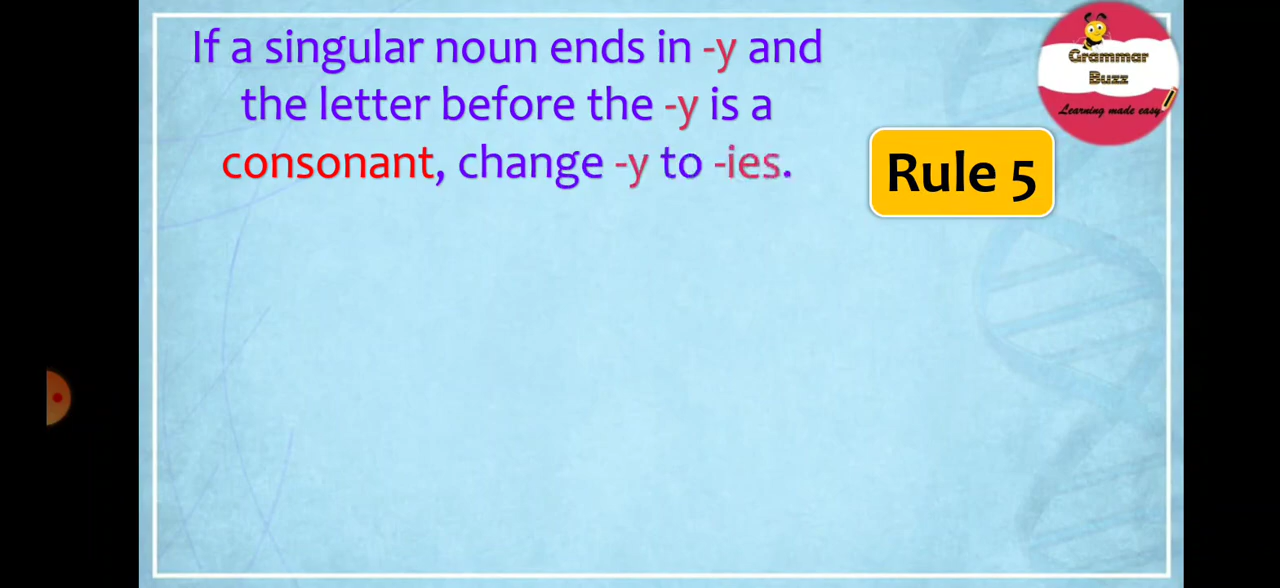 If a singular noun ends in -y and
the letter before the -y is a
consonant, change -y to -ies.
Grammar
Buzz
Learning made easy.
Rule 5